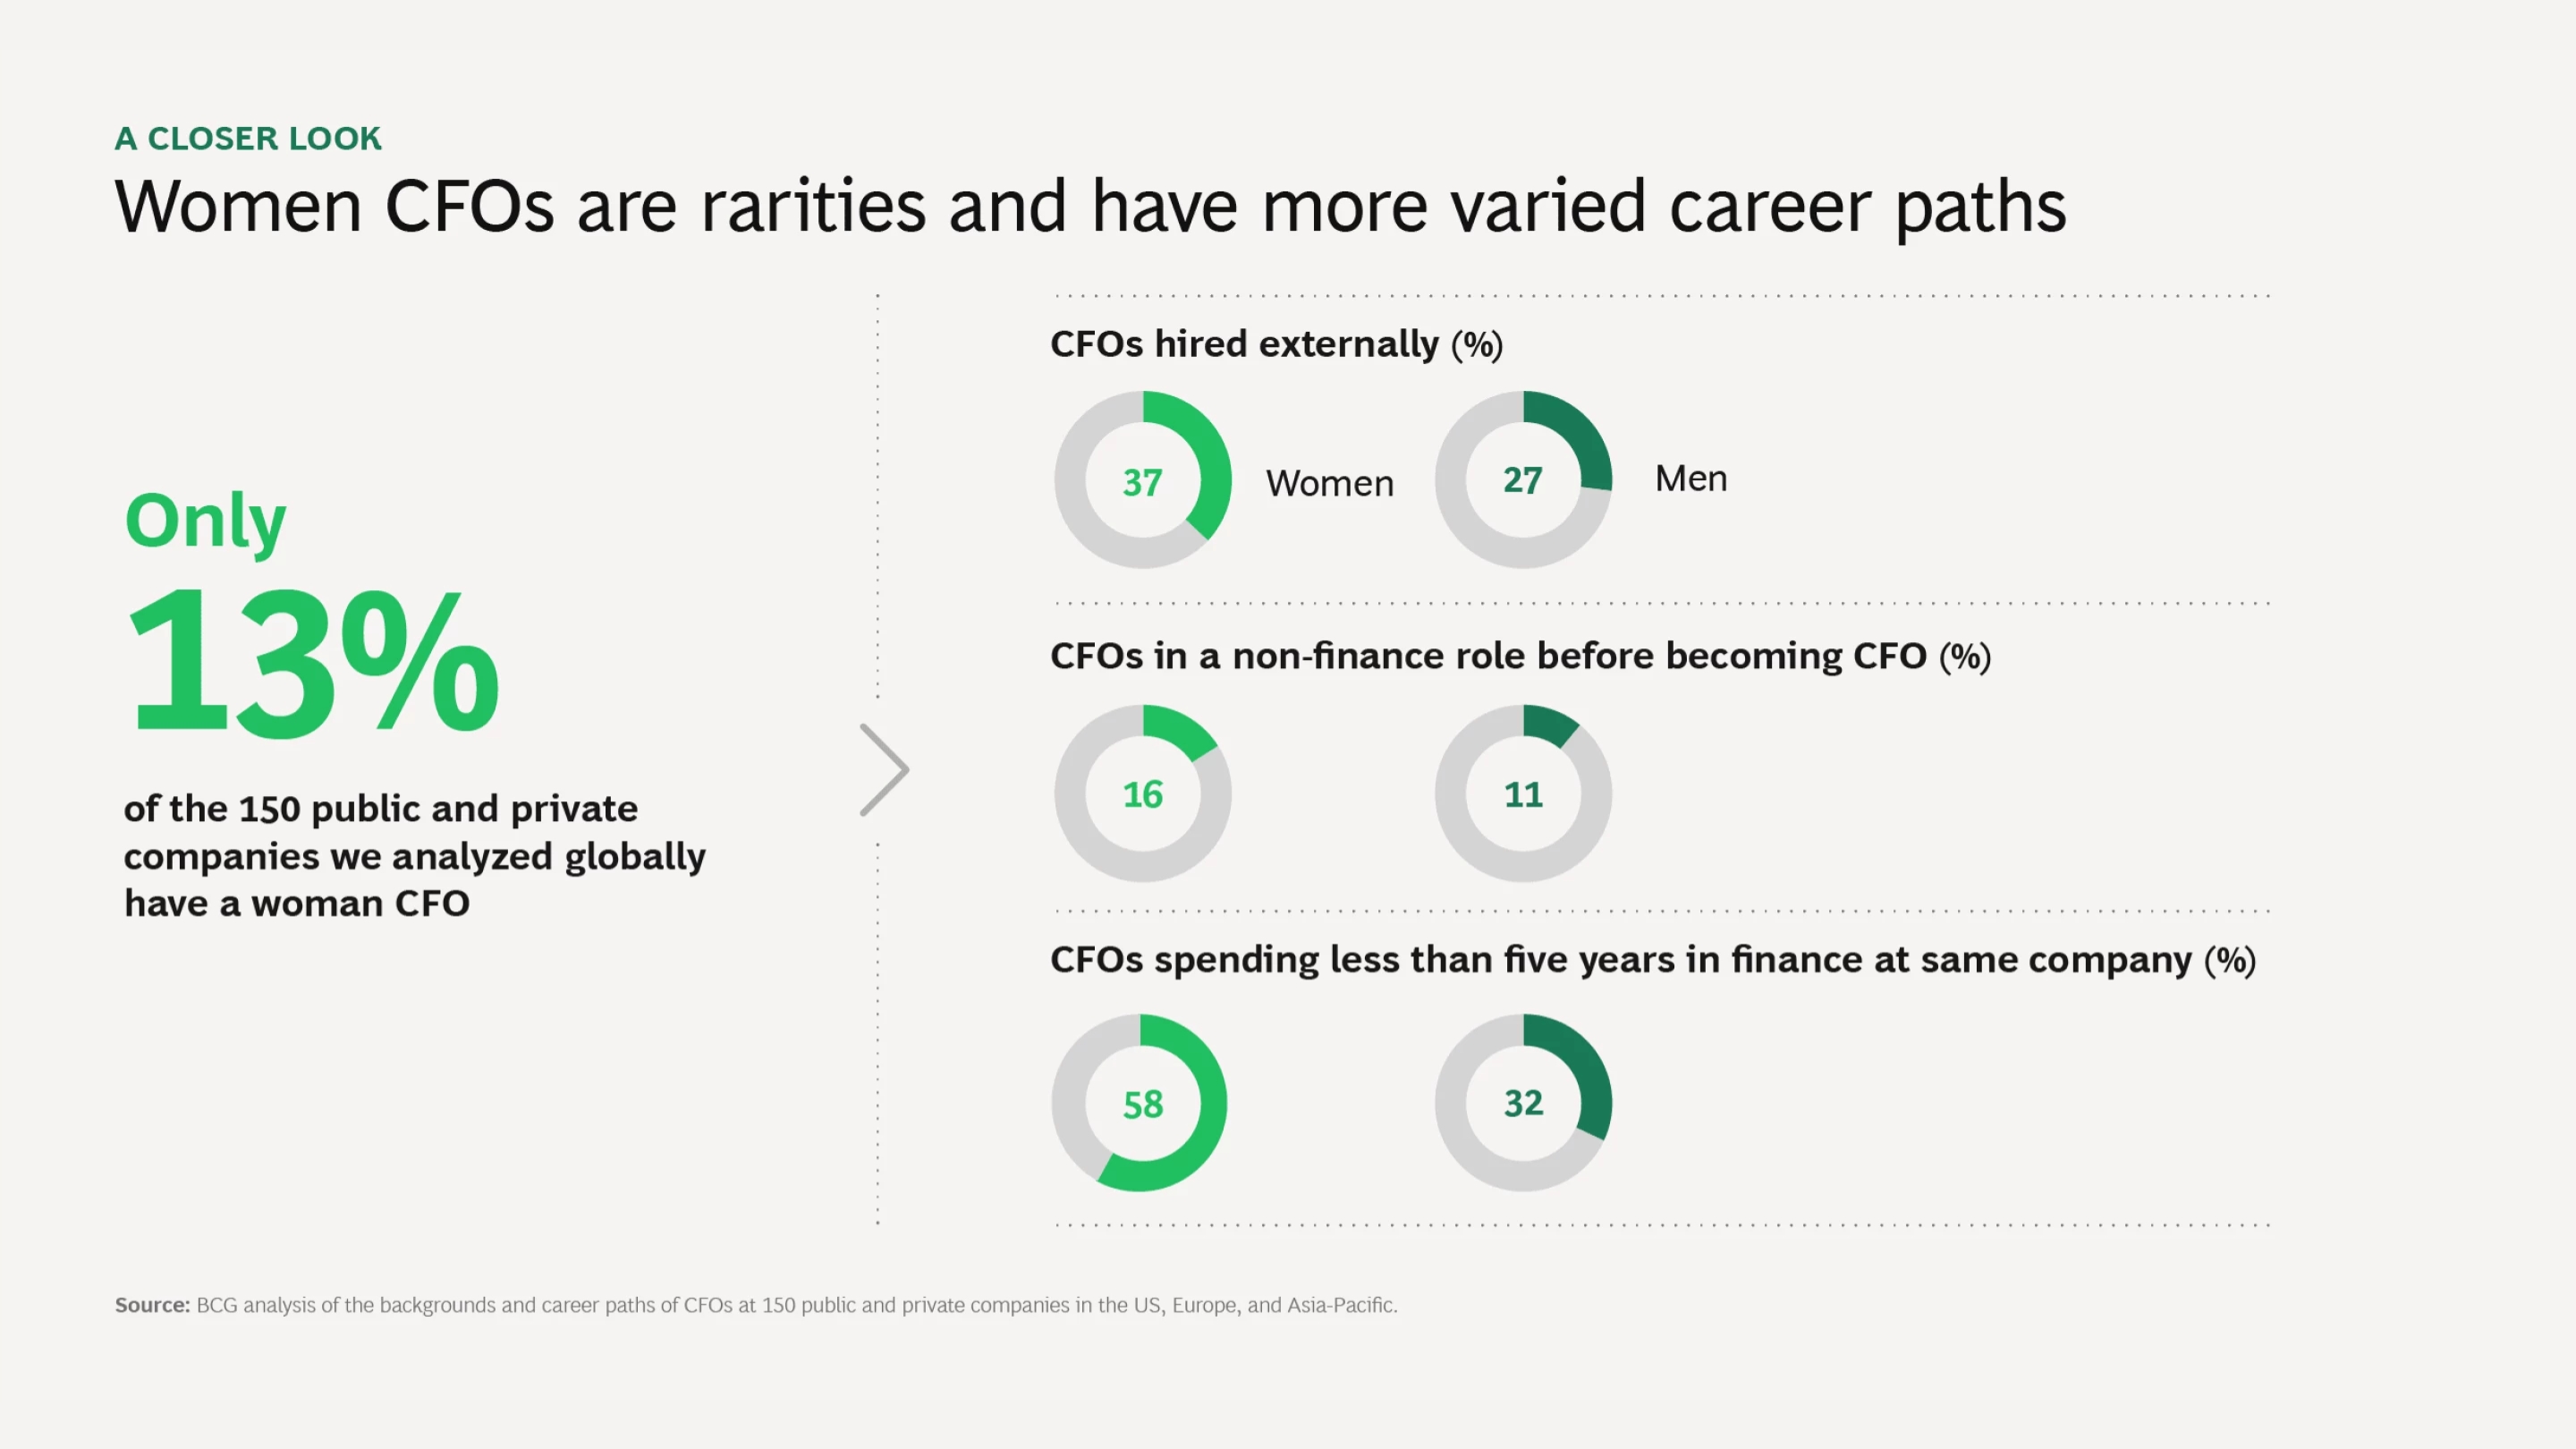 A CLOSER LOOK
Women CFOs are rarities and have more varied career paths
Only
13%
of the 150 public and private
companies we analyzed globally
have a woman CFO
CFOs hired externally (%)
37
Women
27
Men
CFOs in a non-finance role before becoming CFO (%)
16
11
CFOs spending less than five years in finance at same company (%)
58
32
Source: BCG analysis of the backgrounds and career paths of CFOs at 150 public and private companies in the US, Europe, and Asia-Pacific.